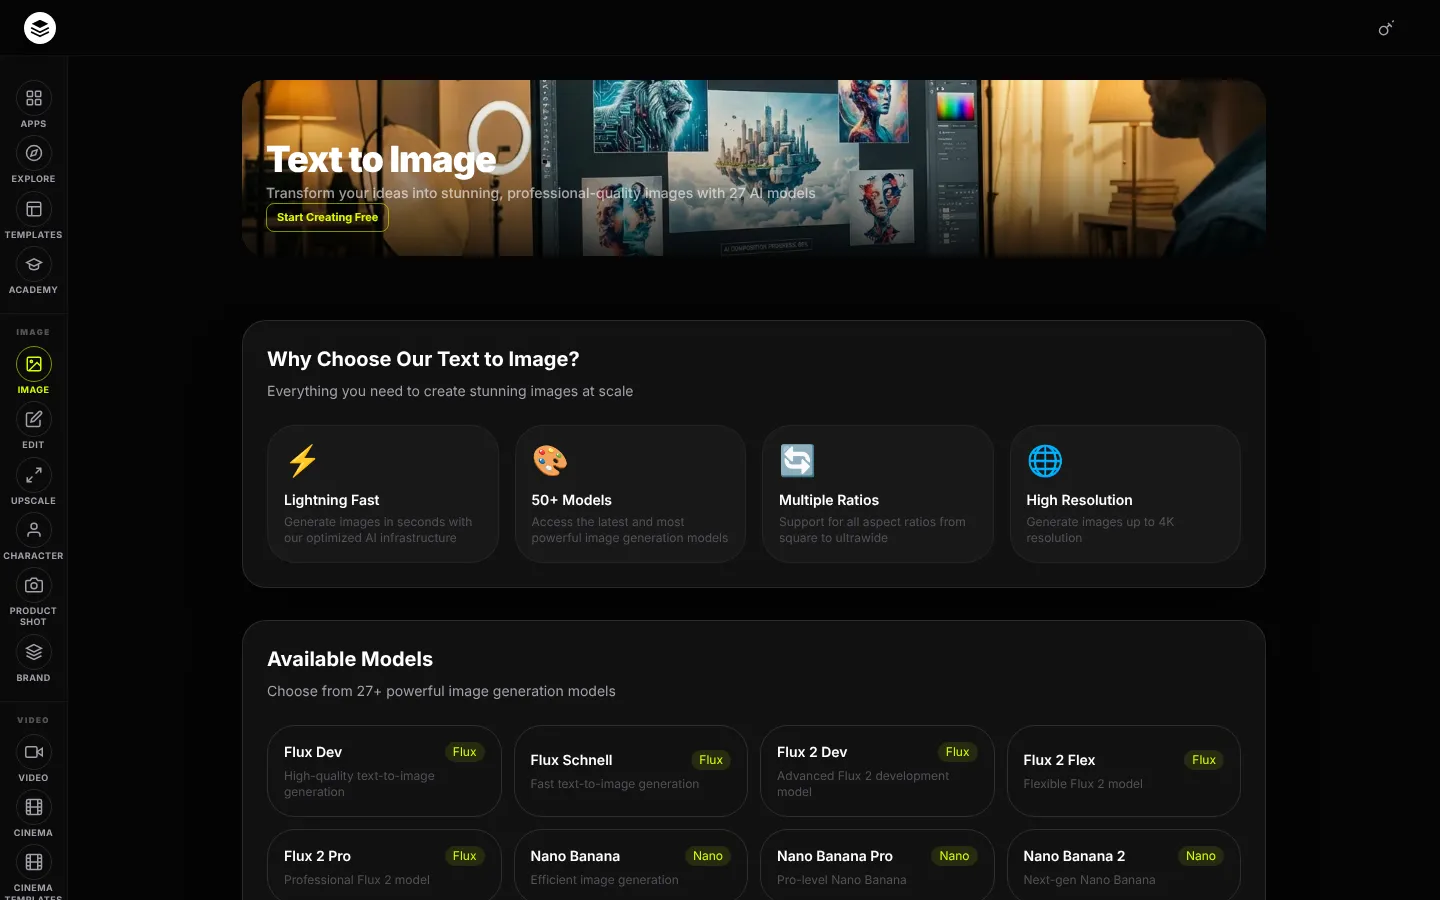 APPS
EXPLORE
TEMPLATES
ACADEMY
IMAGE
IMAGE
EDIT
UPSCALE
CHARACTER
PRODUCT
SHOT
BRAND
VIDEO
VIDEO
CINEMA
CINEMA
TEMPLATES
Text to Image
Transform your ideas into stunning, professional-quality images with 27 AI models
Start Creating Free
Why Choose Our Text to Image?
Everything you need to create stunning images at scale
Lightning Fast
Generate images in seconds with
our optimized AI infrastructure
50+ Models
Access the latest and most
powerful image generation models
Multiple Ratios
Support for all aspect ratios from
square to ultrawide
High Resolution
Generate images up to 4K
resolution
Available Models
Choose from 27+ powerful image generation models
Flux Dev
Flux
High-quality text-to-image
generation
Flux Schnell
Flux
Fast text-to-image generation
Flux 2 Dev
Flux
Advanced Flux 2 development
model
Flux 2 Flex
Flux
Flexible Flux 2 model
Flux 2 Pro
Flux
Professional Flux 2 model
Nano Banana
Nano
Efficient image generation
Nano Banana Pro
Nano
Pro-level Nano Banana
Nano Banana 2
Nano
Next-gen Nano Banana